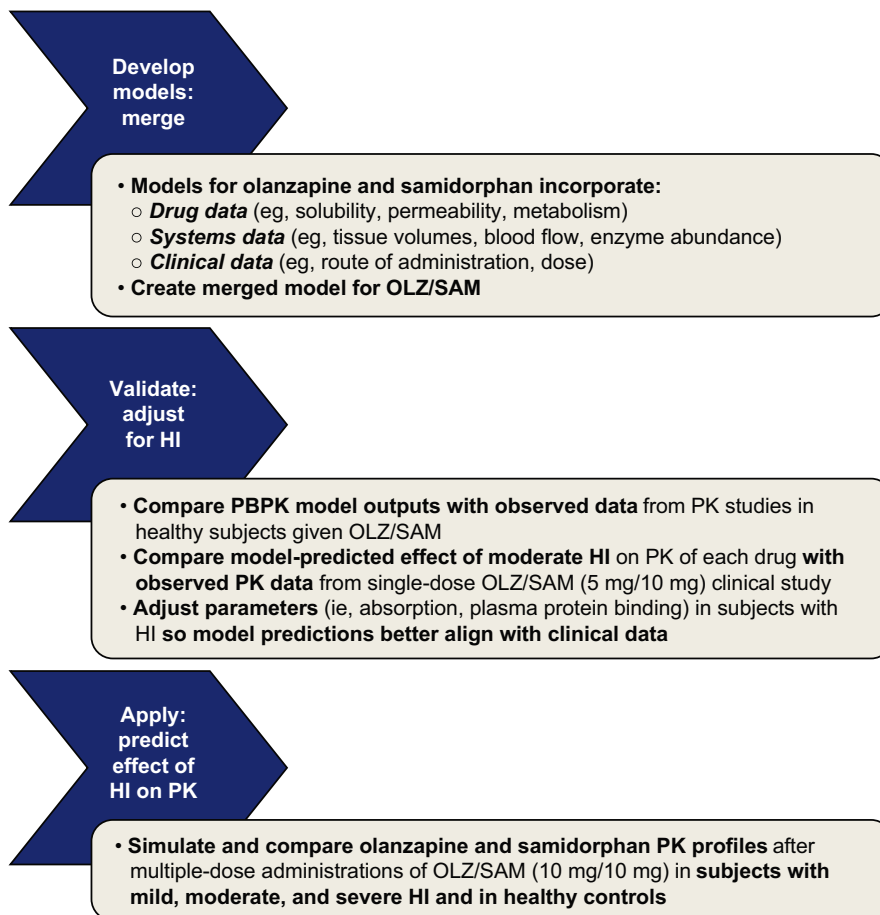 Develop
models:
merge
• Models for olanzapine and samidorphan incorporate:
○ Drug data (eg, solubility, permeability, metabolism)
○ Systems data (eg, tissue volumes, blood flow, enzyme abundance)
○ Clinical data (eg, route of administration, dose)
• Create merged model for OLZ/SAM
Validate:
adjust
for HI
• Compare PBPK model outputs with observed data from PK studies in
healthy subjects given OLZ/SAM
• Compare model-predicted effect of moderate HI on PK of each drug with
observed PK data from single-dose OLZ/SAM (5 mg/10 mg) clinical study
• Adjust parameters (ie, absorption, plasma protein binding) in subjects with
HI so model predictions better align with clinical data
Apply:
predict
effect of
HI on PK
• Simulate and compare olanzapine and samidorphan PK profiles after
multiple-dose administrations of OLZ/SAM (10 mg/10 mg) in subjects with
mild, moderate, and severe HI and in healthy controls